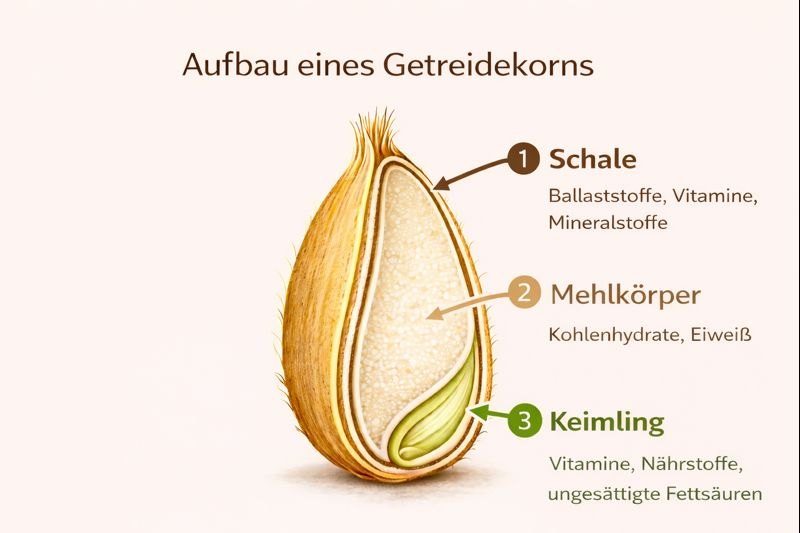 Aufbau eines Getreidekorns
1 Schale
Ballaststoffe, Vitamine,
Mineralstoffe
2 Mehlkörper
Kohlenhydrate, Eiweiß
3 Keimling
Vitamine, Nährstoffe,
ungesättigte Fettsäuren